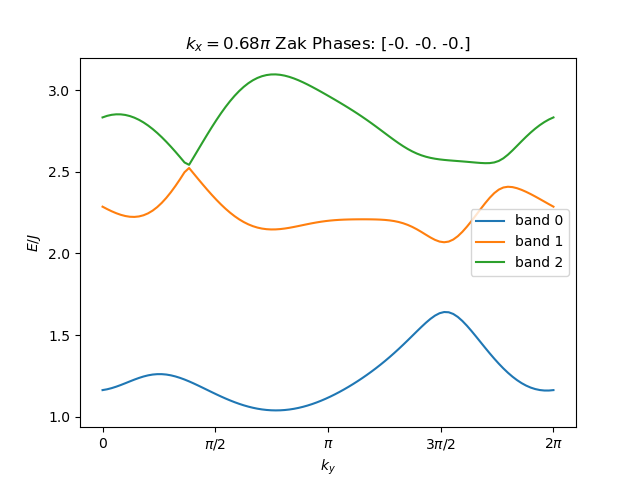 $k_x = 0.68\pi$ Zak Phases: [-0. -0. -0.]
3.0
2.5
2.0
1.5
1.0
E/J
band 0
band 1
band 2
0
π/2
π
3π/2
2π
$k_y$